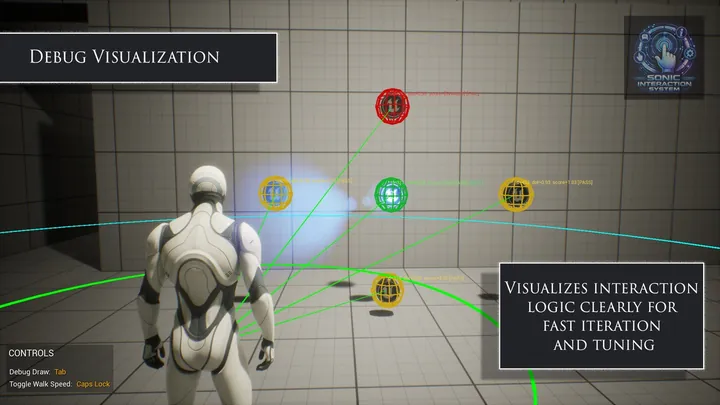 Debug Visualization
SONIC
INTERACTION
SYSTEM
Visualizes interaction
logic clearly for
fast iteration
and tuning
CONTROLS
Debug Draw: Tab
Toggle Walk Speed: Caps Lock